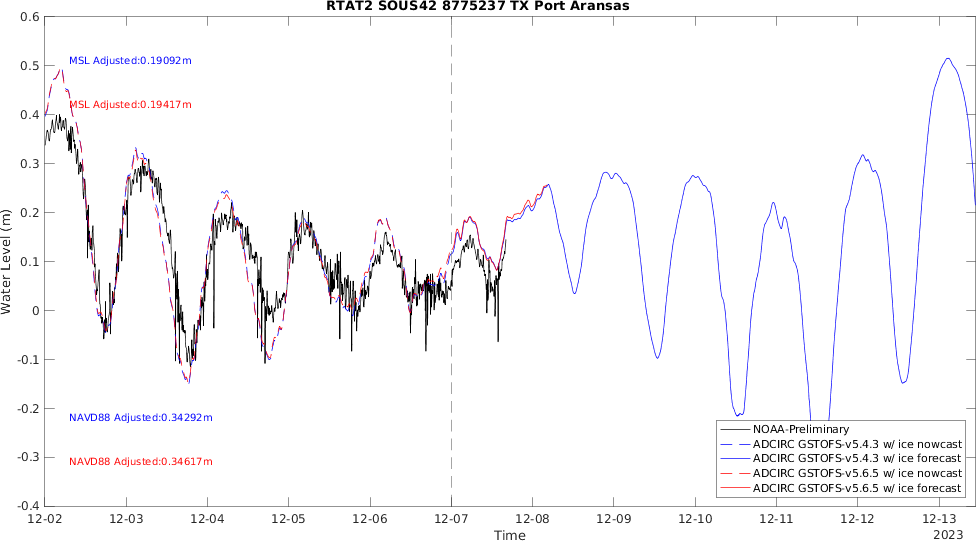 RTAT2 SOUS42 8775237 TX Port Aransas
0.6
0.5
0.4
0.3
0.2
0.1
0
-0.1
-0.2
-0.3
-0.4
Water Level (m)
MSL Adjusted:0.19092m
MSL Adjusted:0.19417m
NAVD88 Adjusted:0.34292m
NAVD88 Adjusted:0.34617m
NOAA-Preliminary
ADCIRC GSTOFS-v5.4.3 w/ ice nowcast
ADCIRC GSTOFS-v5.4.3 w/ ice forecast
ADCIRC GSTOFS-v5.6.5 w/ ice nowcast
ADCIRC GSTOFS-v5.6.5 w/ ice forecast
12-02 12-03 12-04 12-05 12-06 12-07 12-08 12-09 12-10 12-11 12-12 12-13
Time
2023